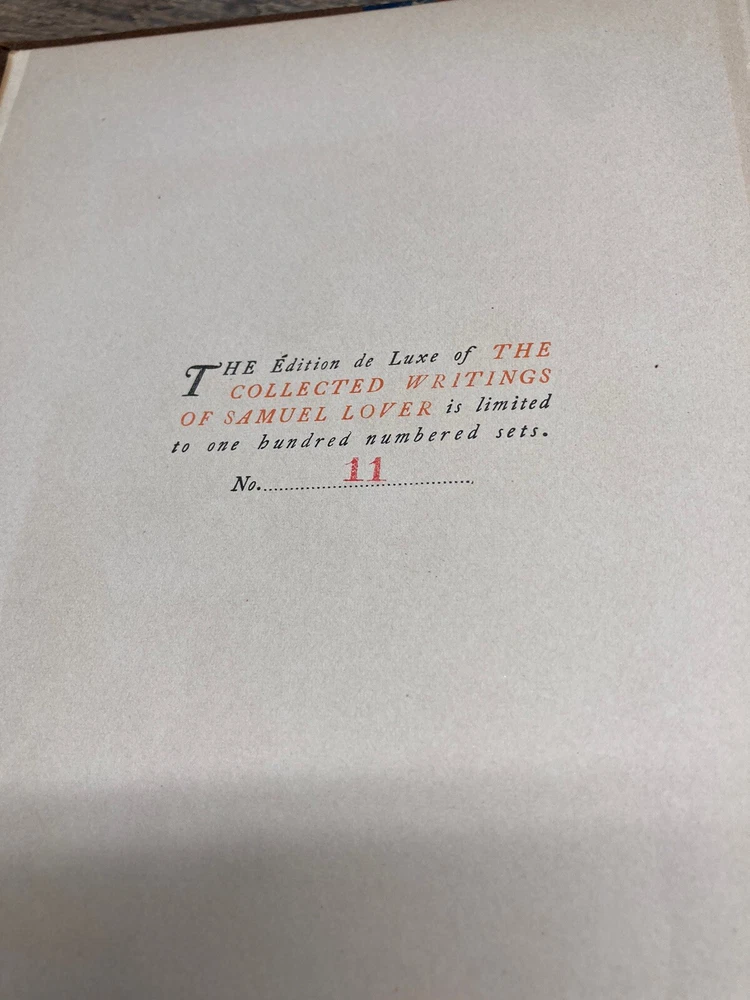 THE Édition de Luxe of THE
COLLECTED WRITINGS
OF SAMUEL LOVER is limited
to one hundred numbered sets.
No. 11